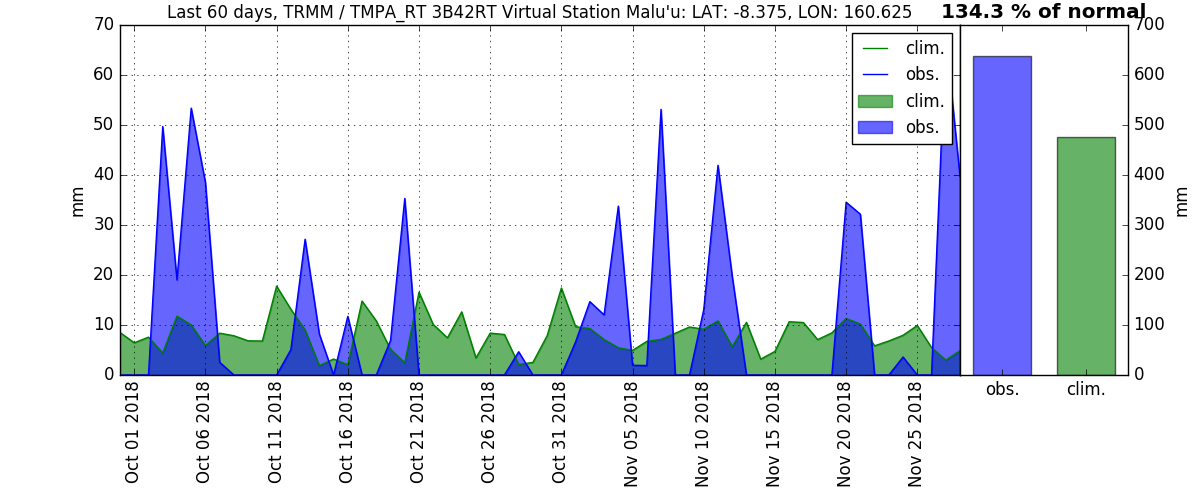 Last 60 days, TRMM / TMPA_RT 3B42RT Virtual Station Malu'u: LAT: -8.375, LON: 160.625
134.3 % of normal
70
60
50
40
30
20
10
0
mm
clim.
obs.
clim.
obs.
700
600
500
400
300
200
100
0
mm
obs.
clim.
Oct 01 2018
Oct 06 2018
Oct 11 2018
Oct 16 2018
Oct 21 2018
Oct 26 2018
Oct 31 2018
Nov 05 2018
Nov 10 2018
Nov 15 2018
Nov 20 2018
Nov 25 2018